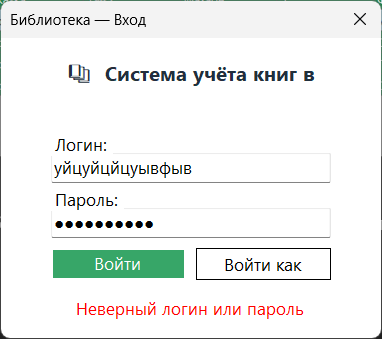 Библиотека — Вход
Система учёта книг в
Логин:
уйцуйцйцуывфыв
Пароль:
●●●●●●●●●●
Войти
Войти как
Неверный логин или пароль